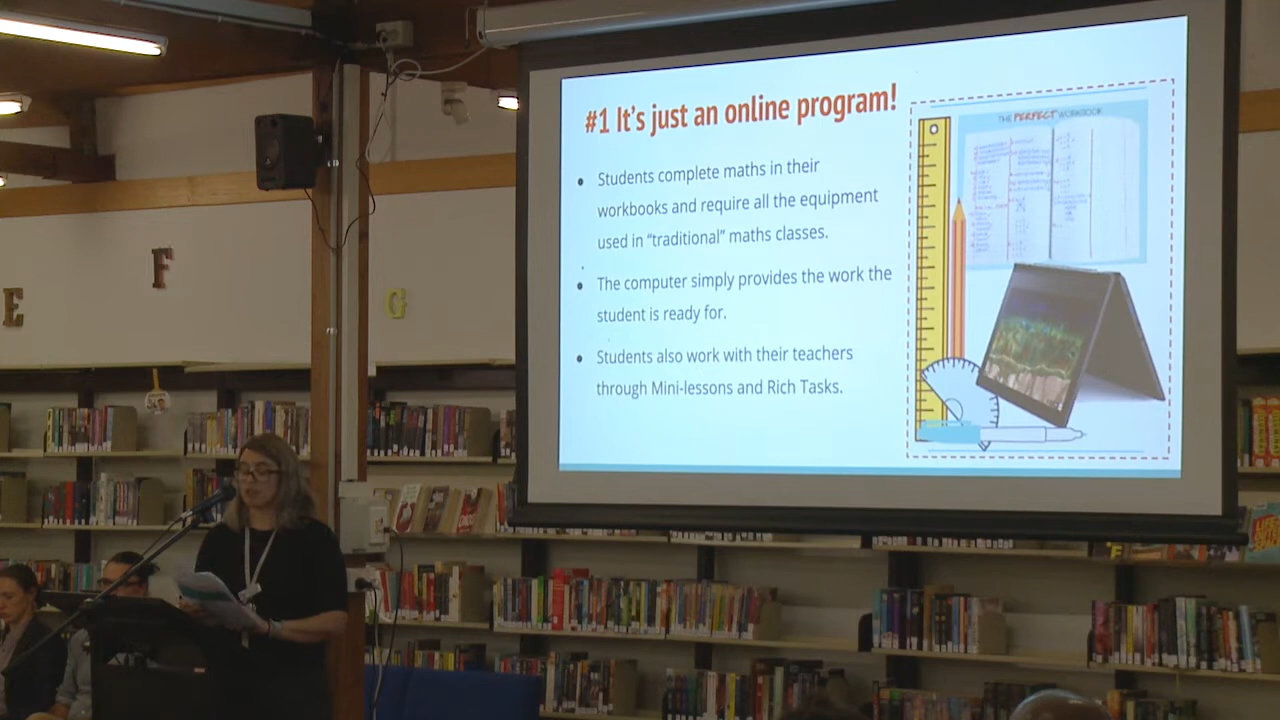 #1 It's just an online program!
THE PERFECT WORKBOOK
• Students complete maths in their
workbooks and require all the equipment
used in “traditional” maths classes.
• The computer simply provides the work the
student is ready for.
• Students also work with their teachers
through Mini-lessons and Rich Tasks.
E
F
G
F